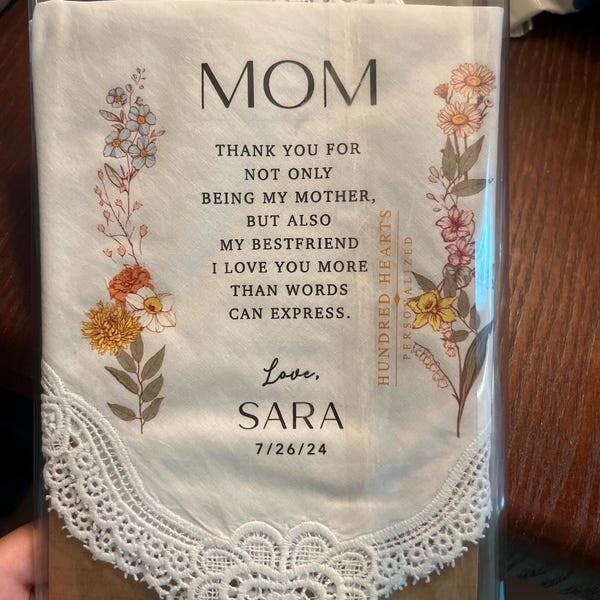 MOM
THANK YOU FOR
NOT ONLY
BEING MY MOTHER,
BUT ALSO
MY BESTFRIEND
I LOVE YOU MORE
THAN WORDS
CAN EXPRESS.
Love,
SARA
7/26/24
HUNDRED HEARTS
PERSONALIZED